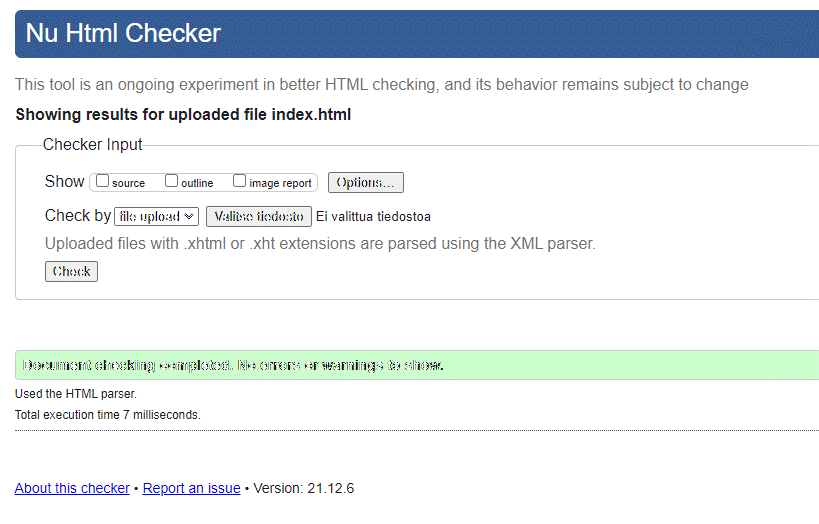 Nu Html Checker
This tool is an ongoing experiment in better HTML checking, and its behavior remains subject to change
Showing results for uploaded file index.html
Checker Input
Show source outline image report Options...
Check by file upload Valitse tiedosto Ei valittua tiedostoa
Uploaded files with .xhtml or .xht extensions are parsed using the XML parser.
Check
Document checking completed. No errors or warnings to show.
Used the HTML parser.
Total execution time 7 milliseconds.
About this checker • Report an issue • Version: 21.12.6